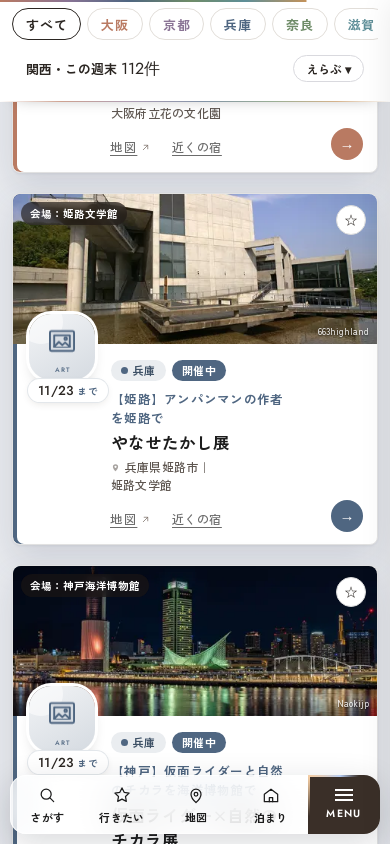 すべて
大阪
京都
兵庫
奈良
滋賀
関西・この週末 112件
えらぶ ▾
大阪府 立花の文化園
地図 ↗
近くの宿
→
会場：姫路文学館
☆
663highland
ART
11/23 まで
兵庫
開催中
【姫路】アンパンマンの作者
を姫路で
やなせたかし展
兵庫県姫路市｜
姫路文学館
地図 ↗
近くの宿
→
会場：神戸海洋博物館
☆
Naokijp
ART
11/23 まで
兵庫
開催中
【神戸】仮面ライダーと自然
チカラ展
さがす
行きたい
地図
泊まり
MENU